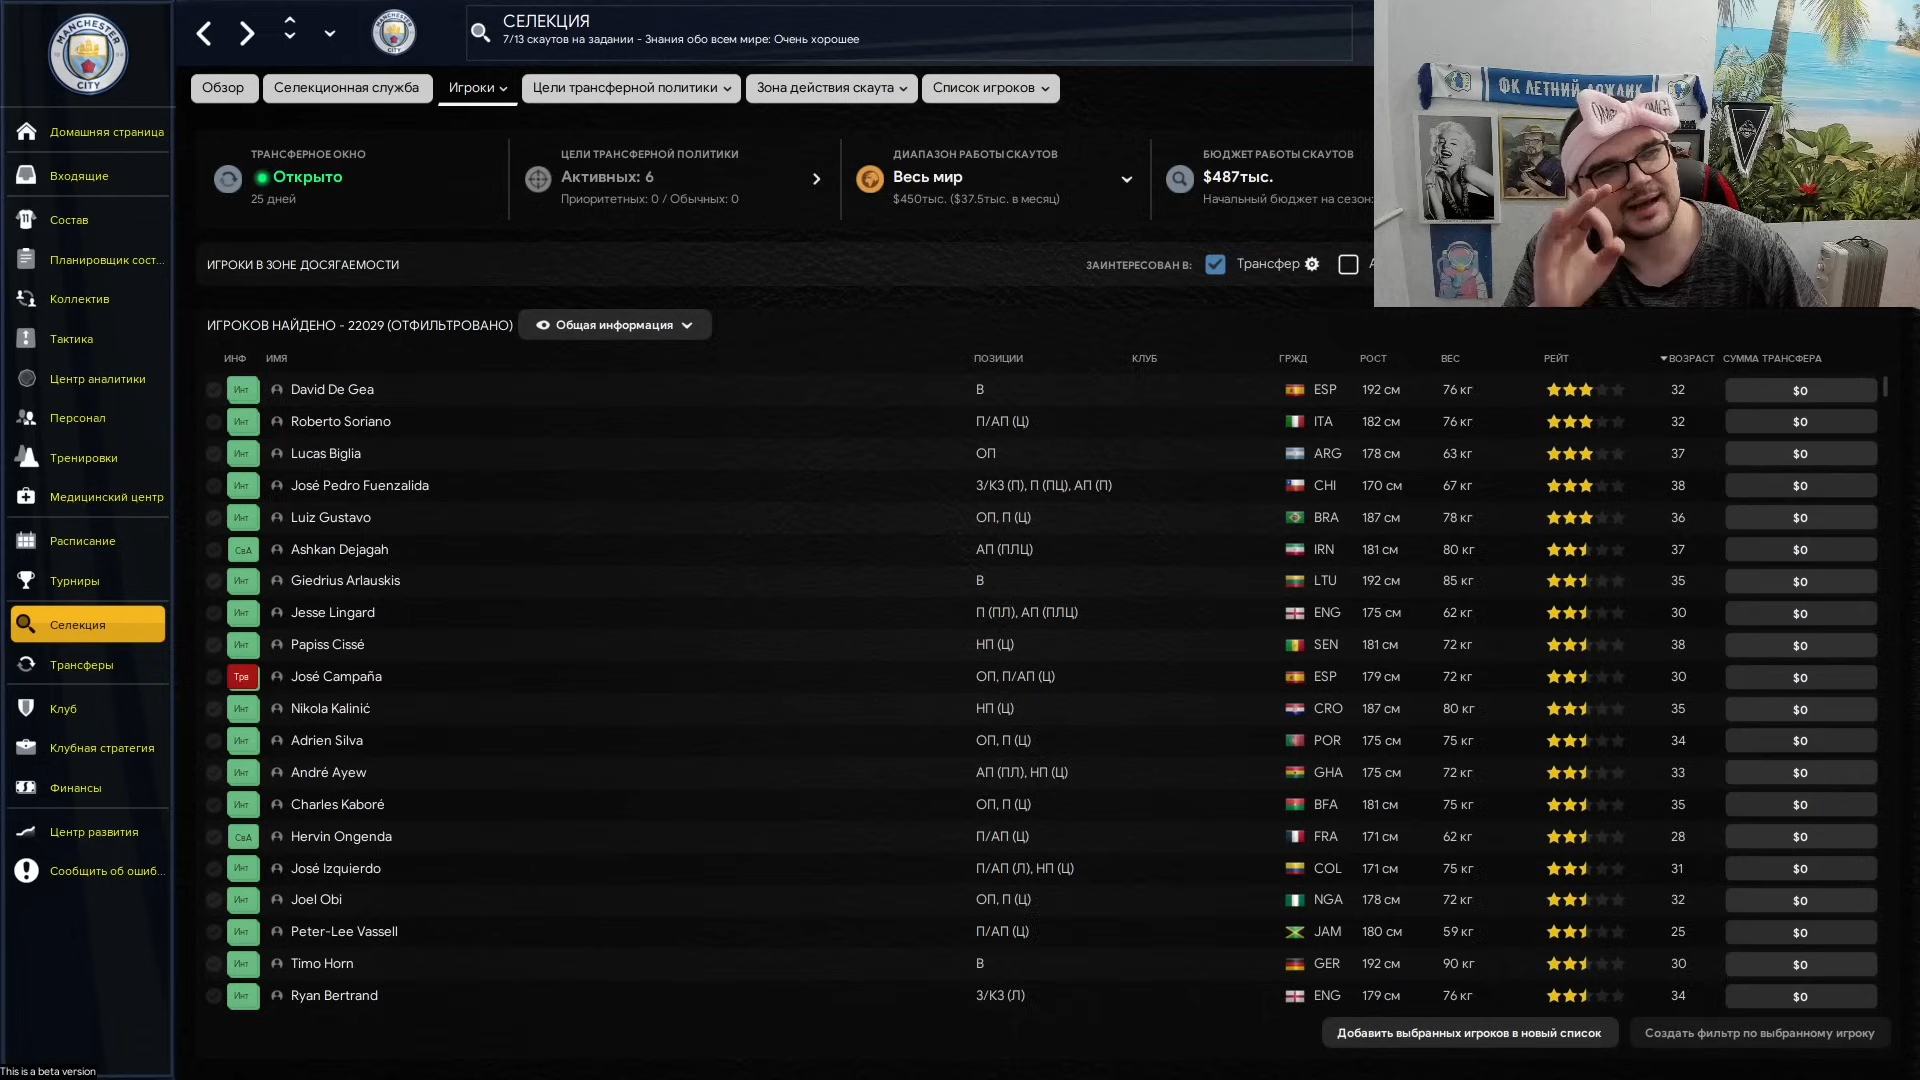 MANCHESTER
CITY
СЕЛЕКЦИЯ
7/13 скаутов на задании - Знания обо всем мире: Очень хорошее
Обзор
Селекционная служба
Игроки
Цели трансферной политики
Зона действия скаута
Список игроков
Домашняя страница
Входящие
Состав
Планировщик сост...
Коллектив
Тактика
Центр аналитики
Персонал
Тренировки
Медицинский центр
Расписание
Турниры
Селекция
Трансферы
Клуб
Клубная стратегия
Финансы
Центр развития
Сообщить об ошиб...
This is a beta version
ТРАНСФЕРНОЕ ОКНО
Открыто
25 дней
ЦЕЛИ ТРАНСФЕРНОЙ ПОЛИТИКИ
Активных: 6
Приоритетных: 0 / Обычных: 0
ДИАПАЗОН РАБОТЫ СКАУТОВ
Весь мир
$450тыс. ($37.5тыс. в месяц)
БЮДЖЕТ РАБОТЫ СКАУТОВ
$487тыс.
Начальный бюджет на сезон:
ФК ЛЕТНИЙ ДОЖДИК
ИГРОКИ В ЗОНЕ ДОСЯГАЕМОСТИ
ЗАИНТЕРЕСОВАН В:
Трансфер
ИГРОКОВ НАЙДЕНО - 22029 (ОТФИЛЬТРОВАНО)
Общая информация
ИНФ ИМЯ ПОЗИЦИИ КЛУБ ГРЖД РОСТ ВЕС РЕЙТ ВОЗРАСТ СУММА ТРАНСФЕРА
Инт David De Gea В ESP 192 см 76 кг 32 $0
Инт Roberto Soriano П/АП (Ц) ITA 182 см 76 кг 32 $0
Инт Lucas Biglia ОП ARG 178 см 63 кг 37 $0
Инт José Pedro Fuenzalida З/КЗ (П), П (ПЦ), АП (П) CHI 170 см 67 кг 38 $0
Инт Luiz Gustavo ОП, П (Ц) BRA 187 см 78 кг 36 $0
СвА Ashkan Dejagah АП (ПЛЦ) IRN 181 см 80 кг 37 $0
Инт Giedrius Arlauskis В LTU 192 см 85 кг 35 $0
Инт Jesse Lingard П (ПЛ), АП (ПЛЦ) ENG 175 см 62 кг 30 $0
Инт Papiss Cissé НП (Ц) SEN 181 см 72 кг 38 $0
Трв José Campaña ОП, П/АП (Ц) ESP 179 см 72 кг 30 $0
Инт Nikola Kalinić НП (Ц) CRO 187 см 80 кг 35 $0
Инт Adrien Silva ОП, П (Ц) POR 175 см 75 кг 34 $0
Инт André Ayew АП (ПЛ), НП (Ц) GHA 175 см 72 кг 33 $0
Инт Charles Kaboré ОП, П (Ц) BFA 181 см 75 кг 35 $0
СвА Hervin Ongenda П/АП (Ц) FRA 171 см 62 кг 28 $0
Инт José Izquierdo П/АП (Л), НП (Ц) COL 171 см 75 кг 31 $0
Инт Joel Obi ОП, П (Ц) NGA 178 см 72 кг 32 $0
Инт Peter-Lee Vassell П/АП (Ц) JAM 180 см 59 кг 25 $0
Инт Timo Horn В GER 192 см 90 кг 30 $0
Инт Ryan Bertrand З/КЗ (Л) ENG 179 см 76 кг 34 $0
Добавить выбранных игроков в новый список
Создать фильтр по выбранному игроку